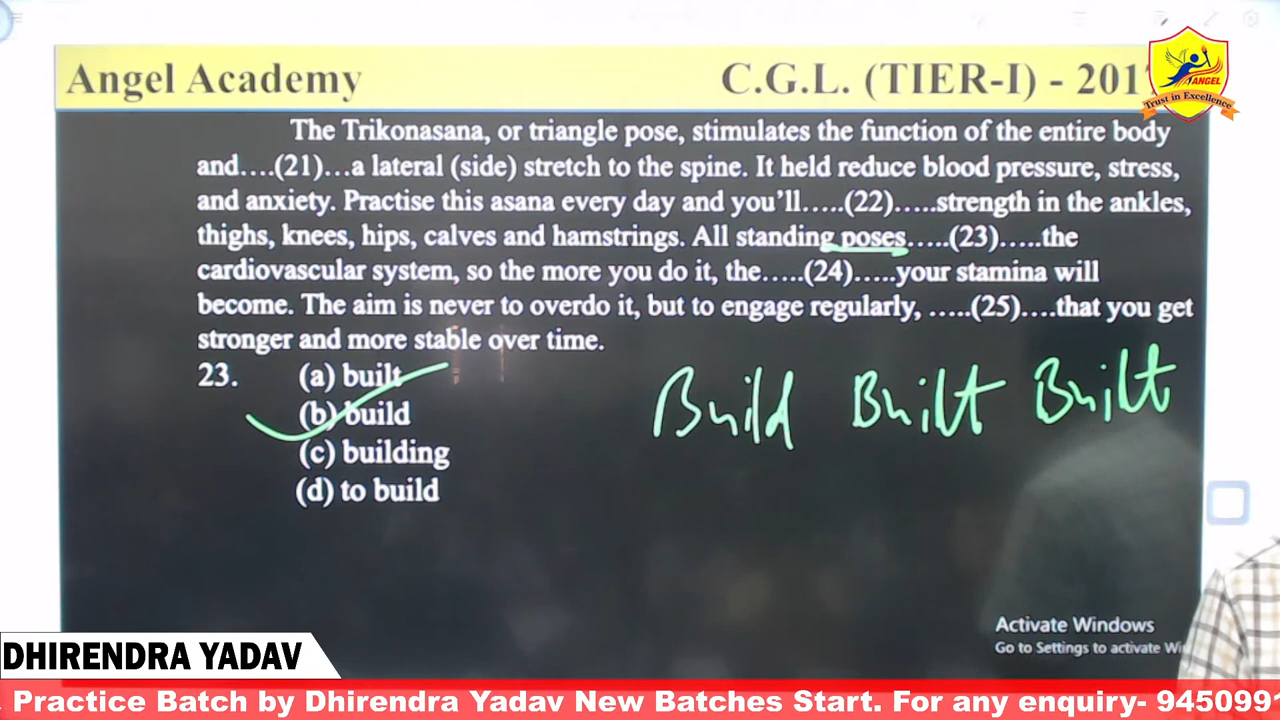 Angel Academy
C.G.L. (TIER-I) - 201
ANGEL
Trust in Excellence
The Trikonasana, or triangle pose, stimulates the function of the entire body
and....(21)...a lateral (side) stretch to the spine. It held reduce blood pressure, stress,
and anxiety. Practise this asana every day and you'll.....(22).....strength in the ankles,
thighs, knees, hips, calves and hamstrings. All standing poses.....(23).....the
cardiovascular system, so the more you do it, the.....(24).....your stamina will
become. The aim is never to overdo it, but to engage regularly, .....(25)....that you get
stronger and more stable over time.
23. (a) built
(b) build
(c) building
(d) to build
Build Built Built
Activate Windows
Go to Settings to activate Wi
DHIRENDRA YADAV
Practice Batch by Dhirendra Yadav New Batches Start. For any enquiry- 945099